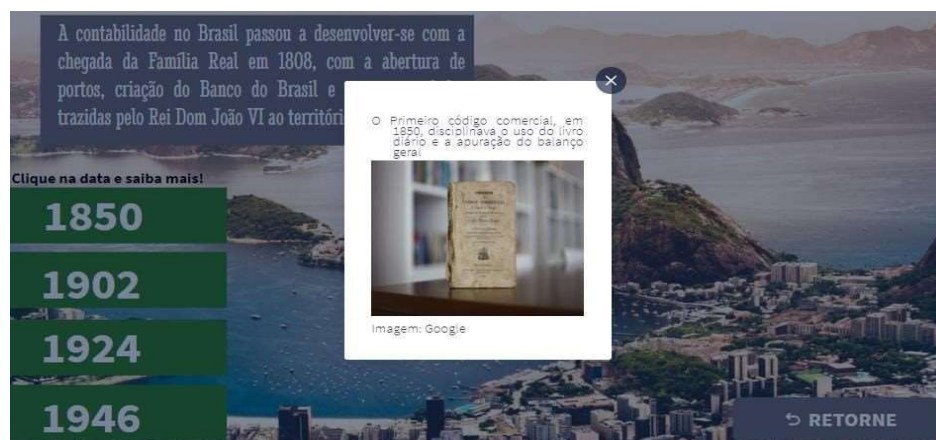 A contabilidade no Brasil passou a desenvolver-se com a
chegada da Família Real em 1808, com a abertura de
portos, criação do Banco do Brasil e
trazidas pelo Rei Dom João VI ao territóri
Clique na data e saiba mais!
1850
1902
1924
1946
O Primeiro código comercial, em
1850, disciplinava o uso do livro
diário e a apuração do balanço
geral
Imagem: Google
RETORNE